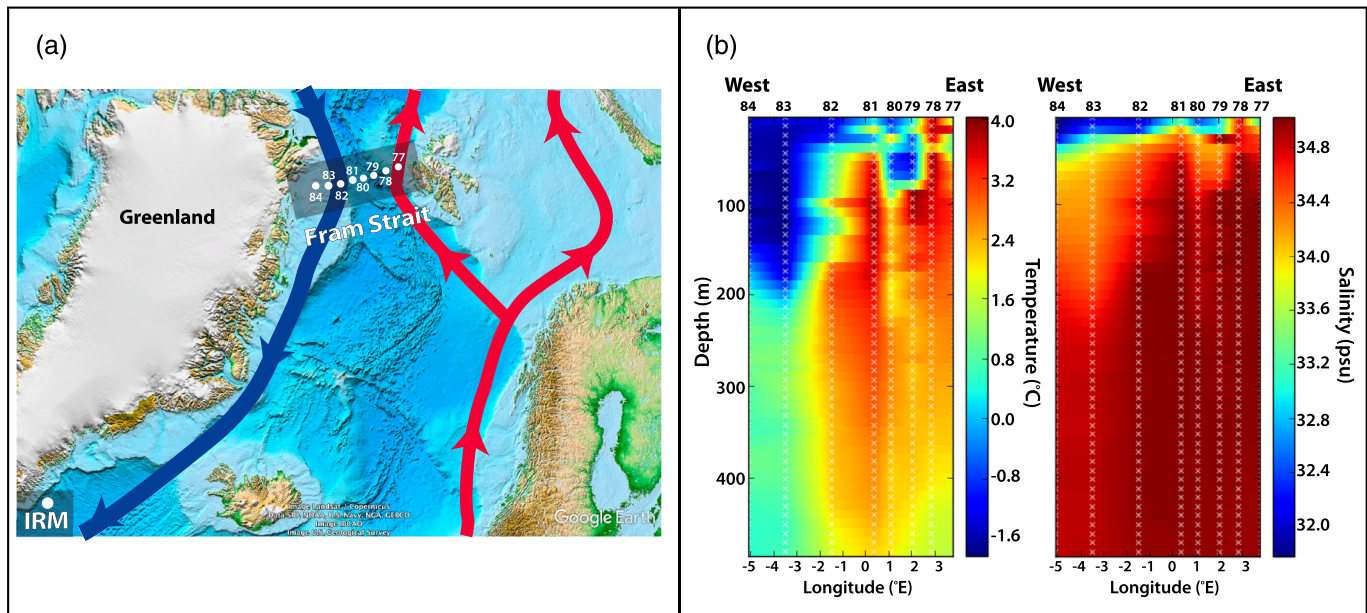 (a)
Greenland
84
83
82
81
80
79
78
77
Fram Strait
IRM
Image Landsat / Copernicus
Data SIO, NOAA, U.S. Navy, NGA, GEBCO
Image IBCAO
Image U.S. Geological Survey
Google Earth
(b)
West East
84 83 82 81 80 79 78 77
Depth (m)
100
200
300
400
-5 -4 -3 -2 -1 0 1 2 3
Longitude (°E)
4.0
3.2
2.4
1.6
0.8
0.0
-0.8
-1.6
Temperature (°C)
West East
84 83 82 81 80 79 78 77
-5 -4 -3 -2 -1 0 1 2 3
Longitude (°E)
34.8
34.4
34.0
33.6
33.2
32.8
32.4
32.0
Salinity (psu)